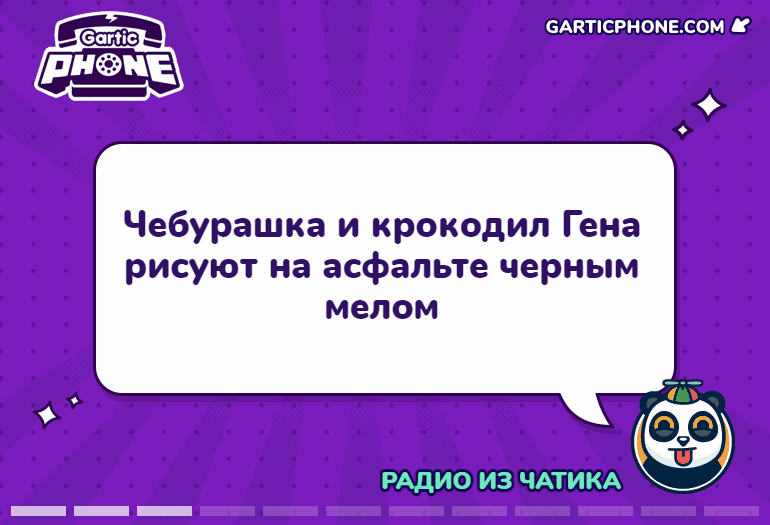 Gartic
PHONE
GARTICPHONE.COM
Чебурашка и крокодил Гена
рисуют на асфальте черным
мелом
РАДИО ИЗ ЧАТИКА